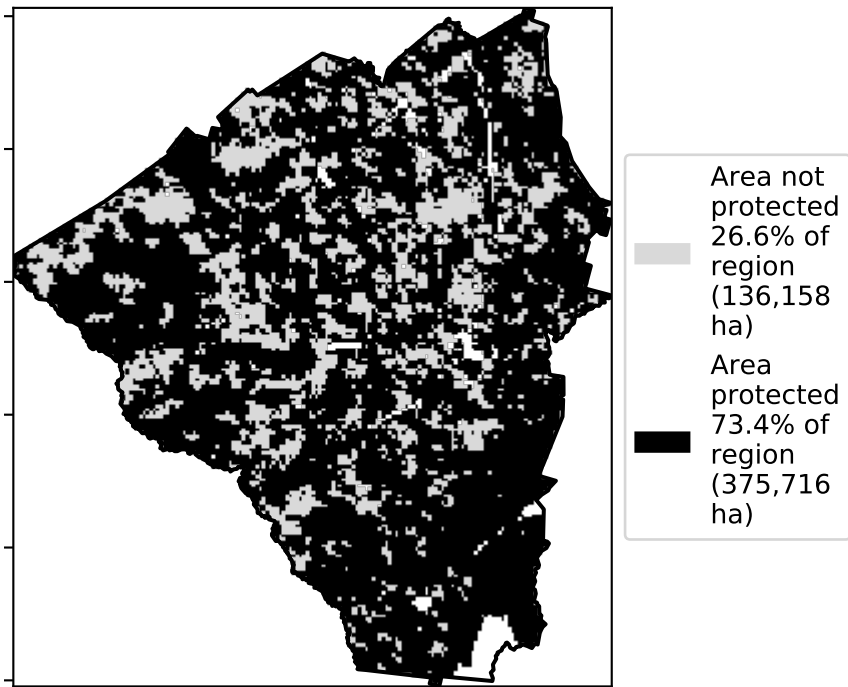 Area not
protected
26.6% of
region
(136,158
ha)
Area
protected
73.4% of
region
(375,716
ha)